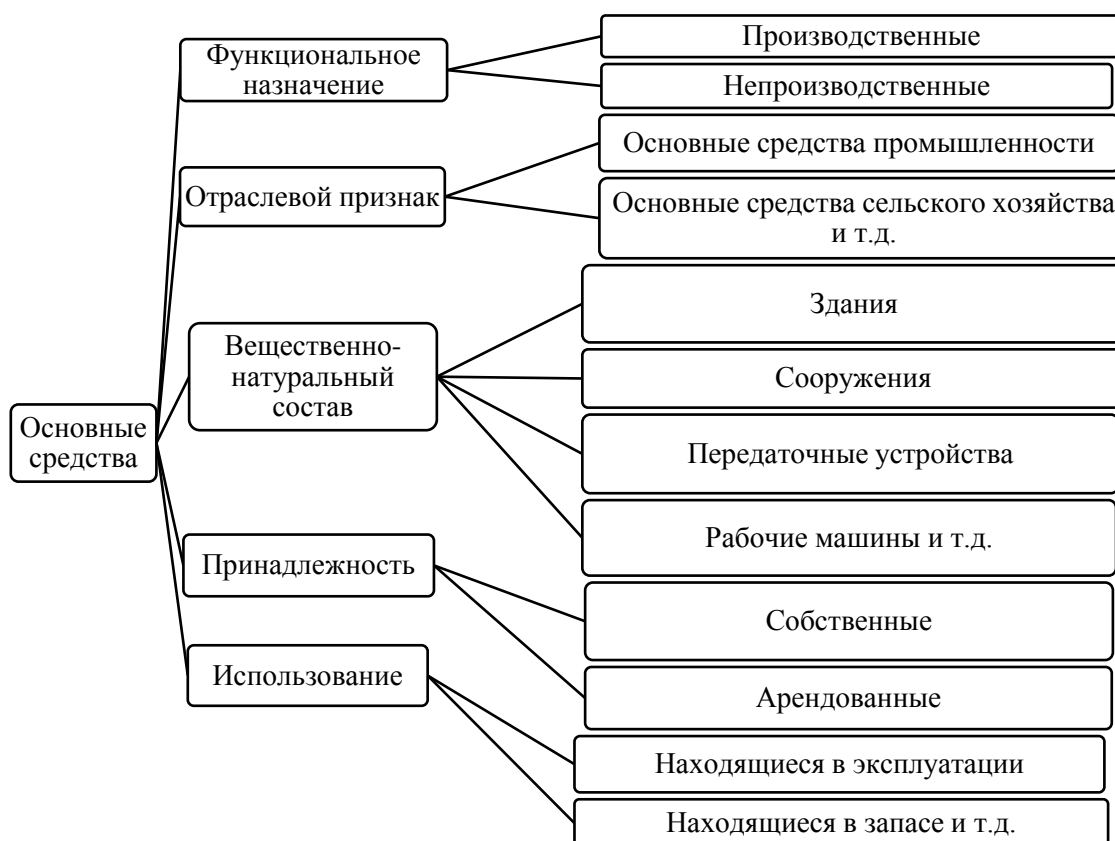 Основные
средства
Функциональное
назначение
Производственные
Непроизводственные
Отраслевой признак
Основные средства промышленности
Основные средства сельского хозяйства
и т.д.
Вещественно-
натуральный
состав
Здания
Сооружения
Передаточные устройства
Рабочие машины и т.д.
Принадлежность
Собственные
Арендованные
Использование
Находящиеся в эксплуатации
Находящиеся в запасе и т.д.